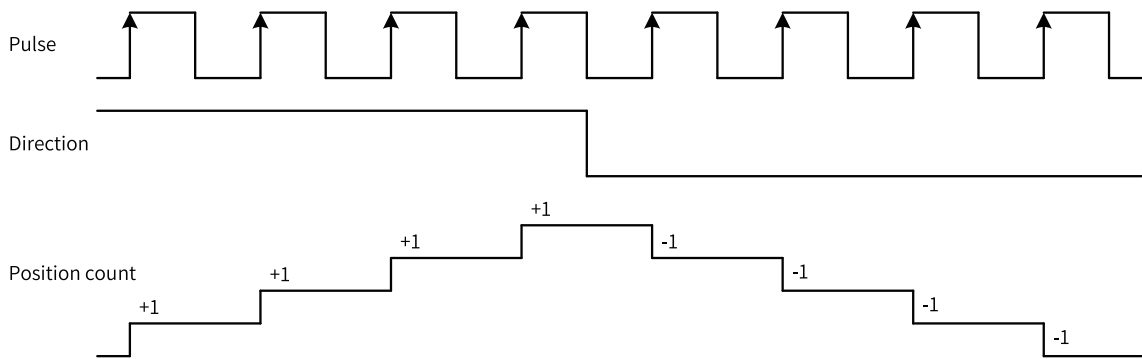 Pulse
Direction
+1
+1 -1
Position count +1 -1
+1 -1
-1